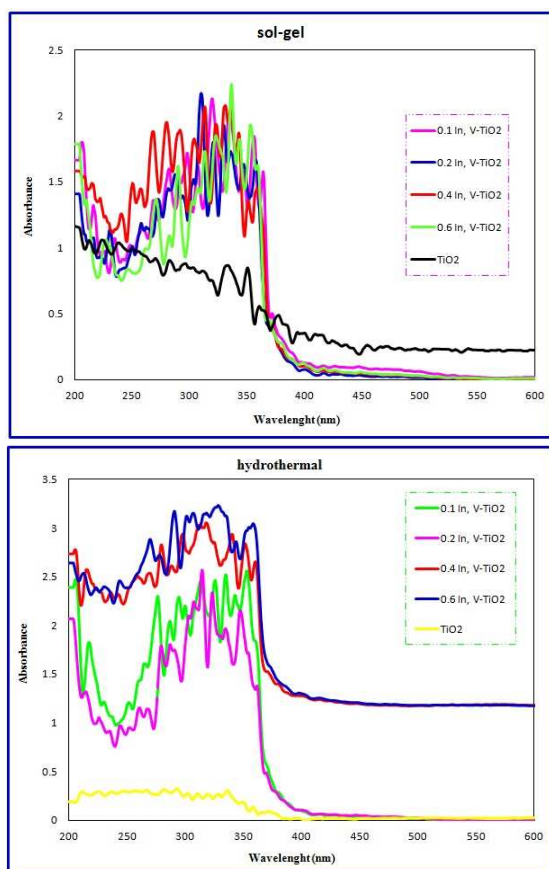 sol-gel
2.5
2
1.5
1
0.5
0
Absorbance
0.1 In, V-TiO2
0.2 In, V-TiO2
0.4 In, V-TiO2
0.6 In, V-TiO2
TiO2
200 250 300 350 400 450 500 550 600
Wavelenght (nm)
hydrothermal
3.5
3
2.5
2
1.5
1
0.5
0
Absorbance
0.1 In, V-TiO2
0.2 In, V-TiO2
0.4 In, V-TiO2
0.6 In, V-TiO2
TiO2
200 250 300 350 400 450 500 550 600
Wavelenght (nm)